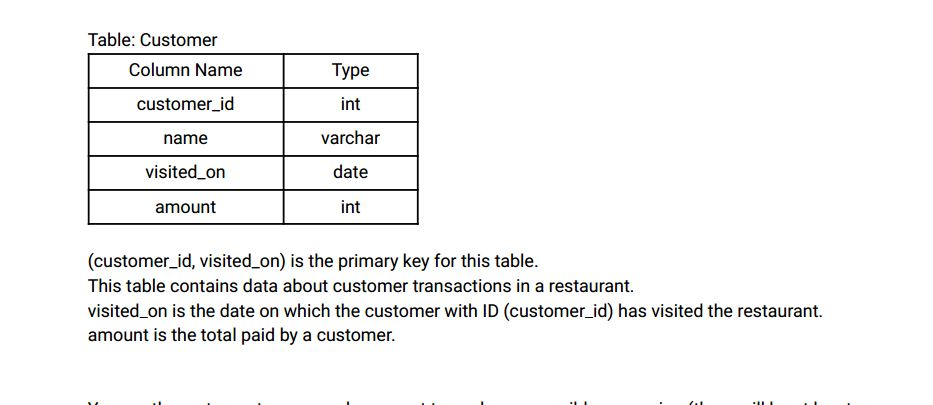 Table: Customer
Column Name Type
customer_id int
name varchar
visited_on date
amount int
(customer_id, visited_on) is the primary key for this table.
This table contains data about customer transactions in a restaurant.
visited_on is the date on which the customer with ID (customer_id) has visited the restaurant.
amount is the total paid by a customer.